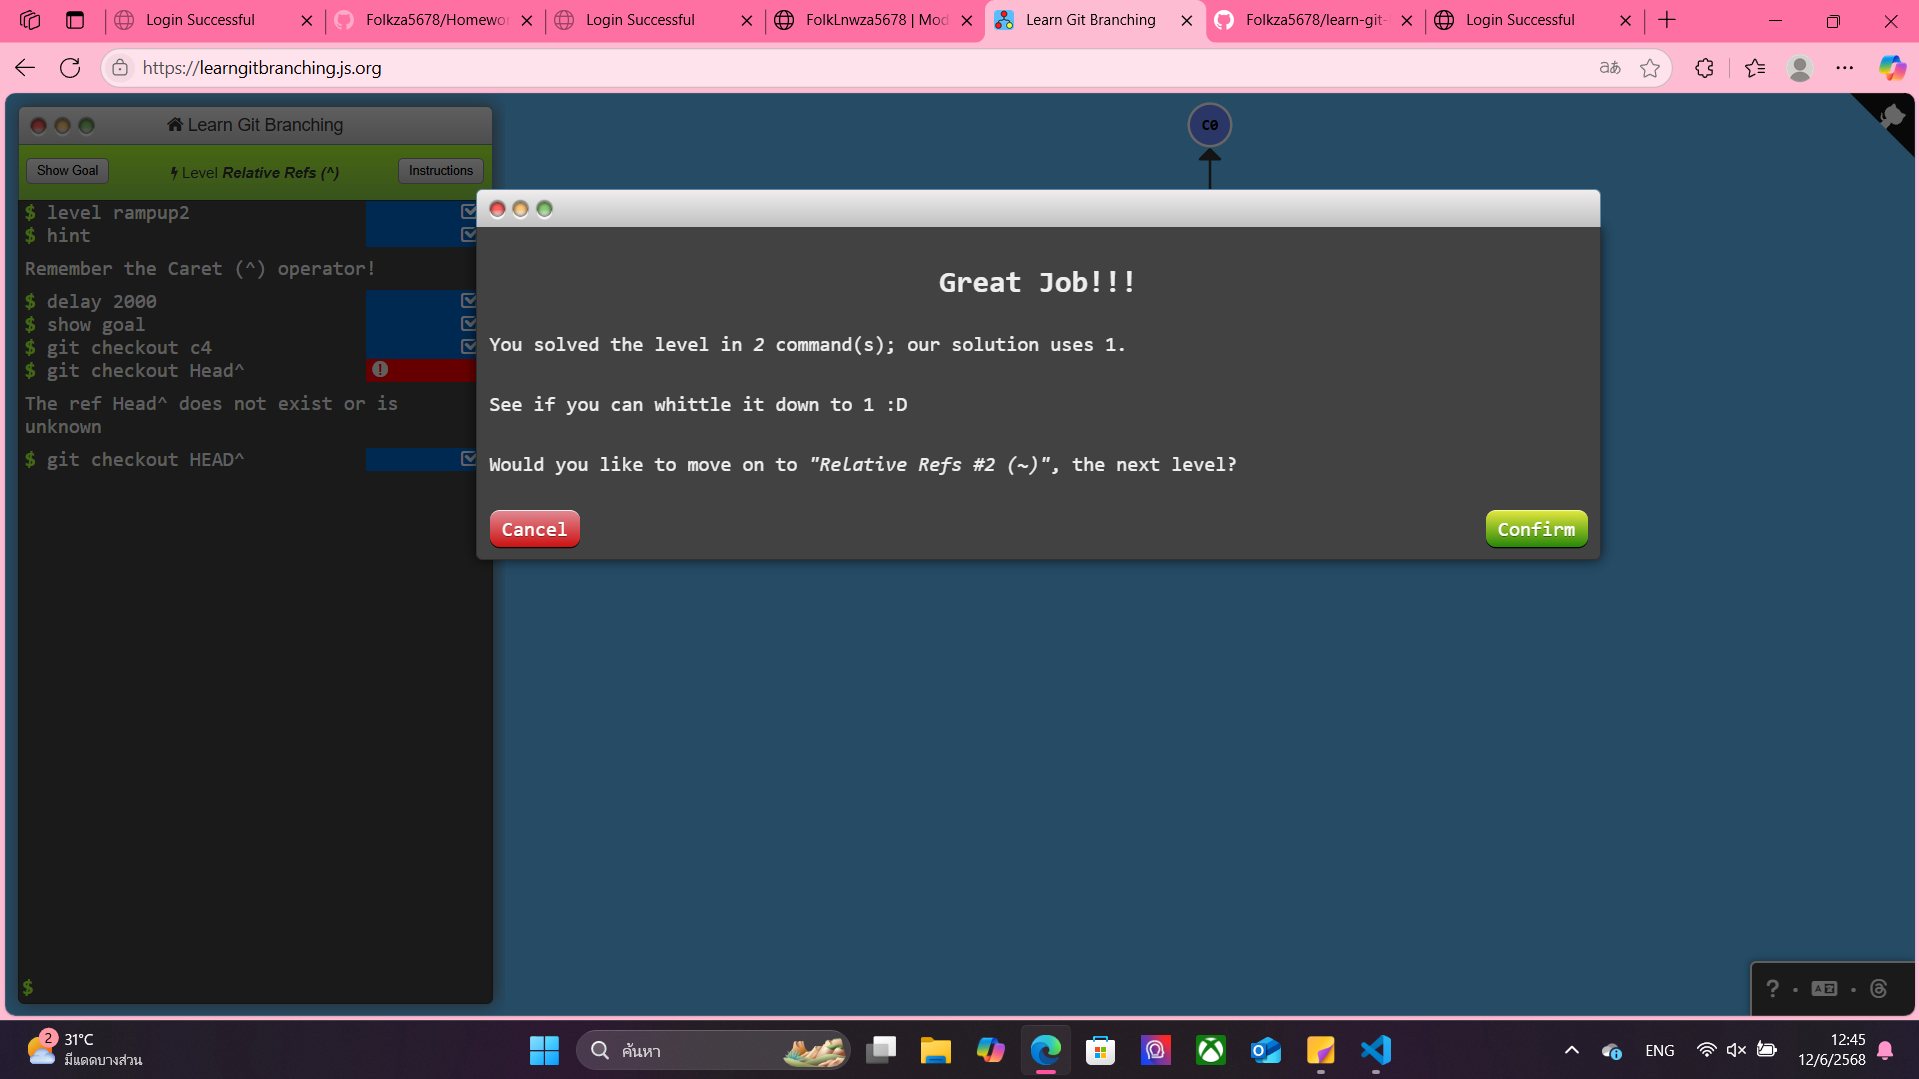 Login Successful
Folkza5678/Homewor
Login Successful
FolkLnwza5678 | Mod
Learn Git Branching
Folkza5678/learn-git-
Login Successful
https://learngitbranching.js.org
aあ
Learn Git Branching
Show Goal
Level Relative Refs (^)
Instructions
$ level rampup2
$ hint
Remember the Caret (^) operator!
$ delay 2000
$ show goal
$ git checkout c4
$ git checkout Head^
The ref Head^ does not exist or is
unknown
$ git checkout HEAD^
$
C0
Great Job!!!
You solved the level in 2 command(s); our solution uses 1.
See if you can whittle it down to 1 :D
Would you like to move on to "Relative Refs #2 (~)", the next level?
Cancel
Confirm
?
2
31°C
มีแดดบางส่วน
ค้นหา
ENG
12:45
12/6/2568